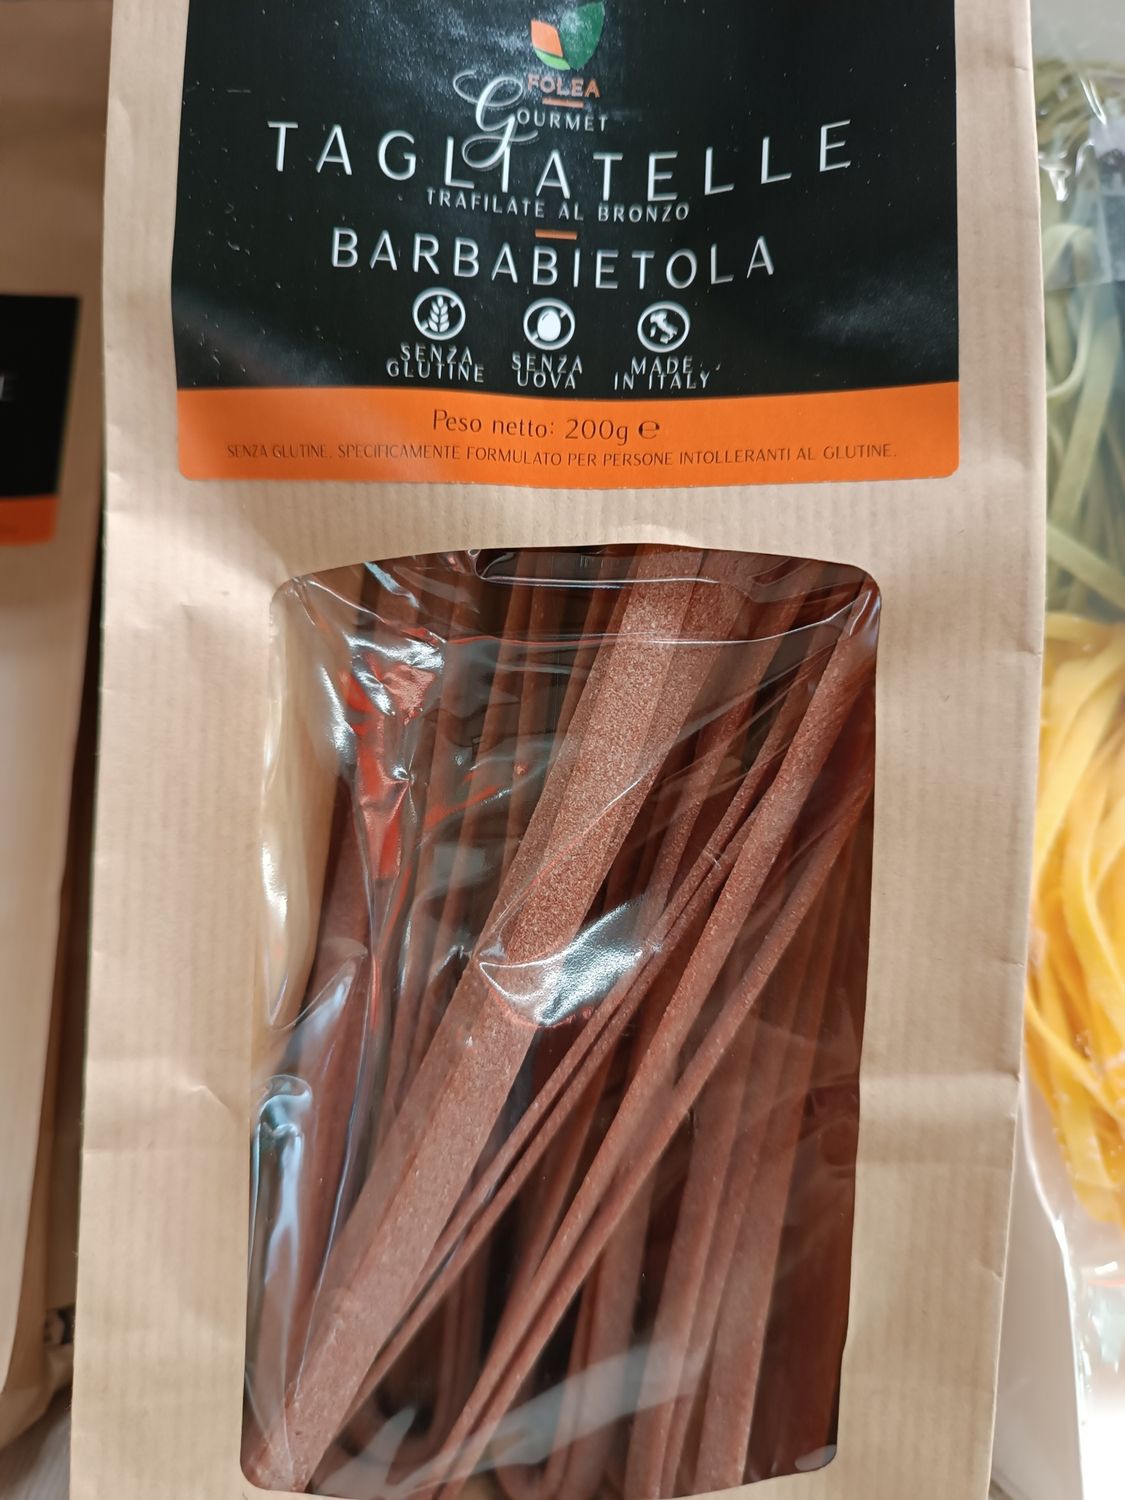 FOLEA
Gourmet
TAGLIATELLE
TRAFILATE AL BRONZO
BARBABIETOLA
SENZA GLUTINE
SENZA UOVA
MADE IN ITALY
Peso netto: 200g ℮
SENZA GLUTINE, SPECIFICAMENTE FORMULATO PER PERSONE INTOLLERANTI AL GLUTINE.